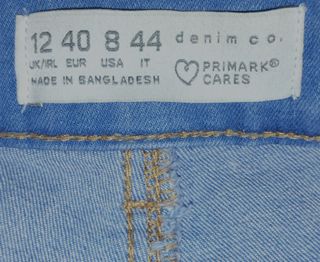 12 40 8 44 denim co.
UK/IRL EUR USA IT PRIMARK®
CARES
MADE IN BANGLADESH